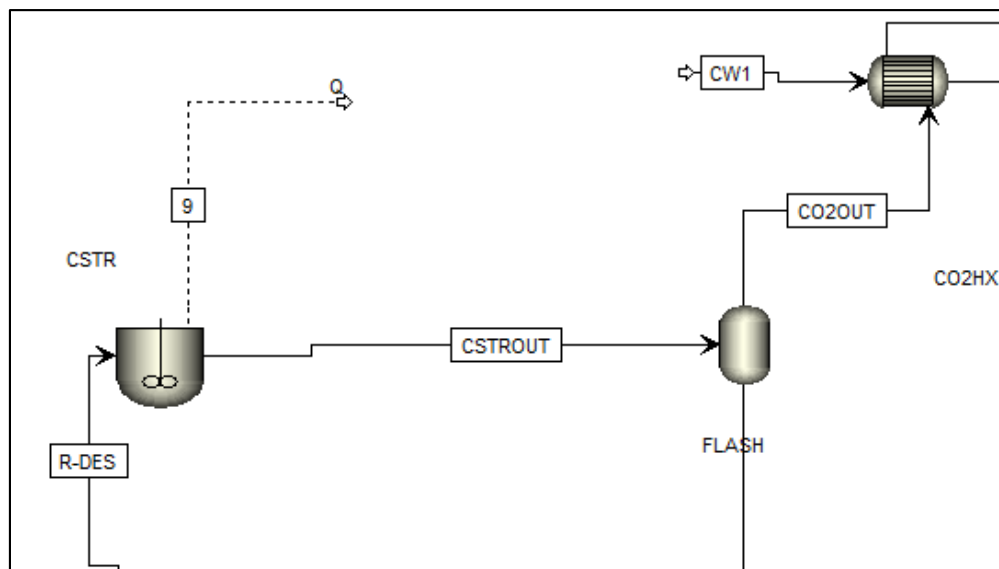 Q
CW1
9
CO2OUT
CSTR
CO2HX
CSTROUT
FLASH
R-DES